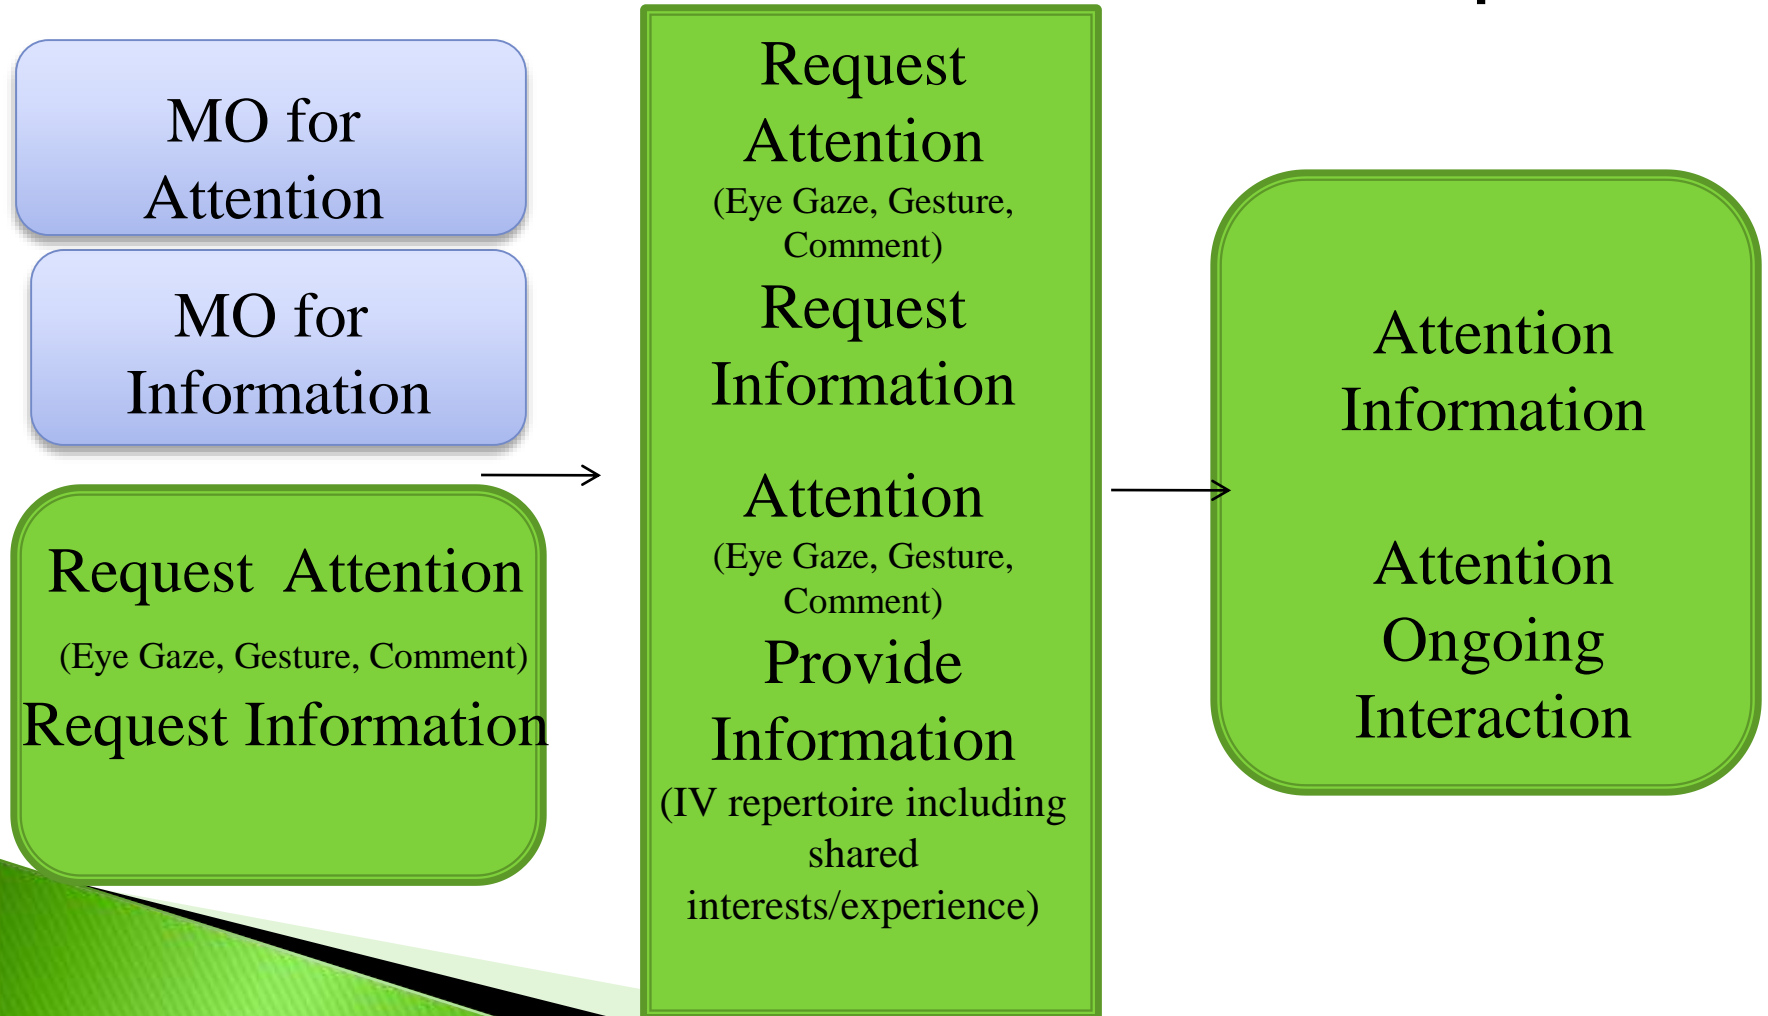 MO for
Attention
MO for
Information
Request Attention
(Eye Gaze, Gesture, Comment)
Request Information
Request
Attention
(Eye Gaze, Gesture,
Comment)
Request
Information
Attention
(Eye Gaze, Gesture,
Comment)
Provide
Information
(IV repertoire including
shared
interests/experience)
Attention
Information
Attention
Ongoing
Interaction